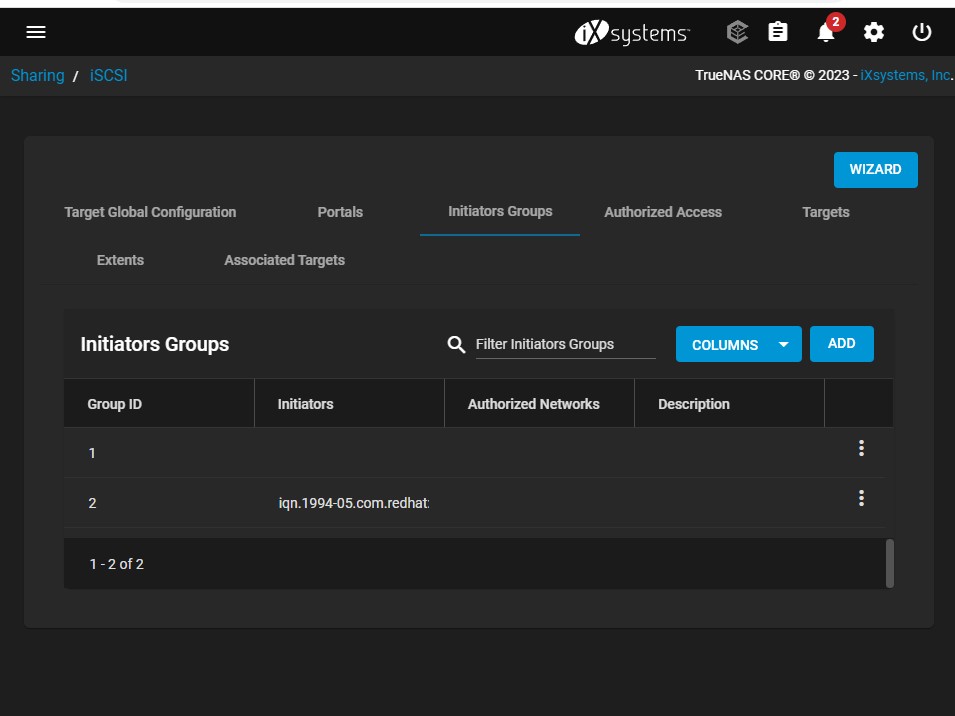 iXsystems
2
Sharing / iSCSI
TrueNAS CORE® © 2023 - iXsystems, Inc.
WIZARD
Target Global Configuration
Portals
Initiators Groups
Authorized Access
Targets
Extents
Associated Targets
Initiators Groups
Filter Initiators Groups
COLUMNS
ADD
Group ID
Initiators
Authorized Networks
Description
1
2
iqn.1994-05.com.redhat:
1 - 2 of 2